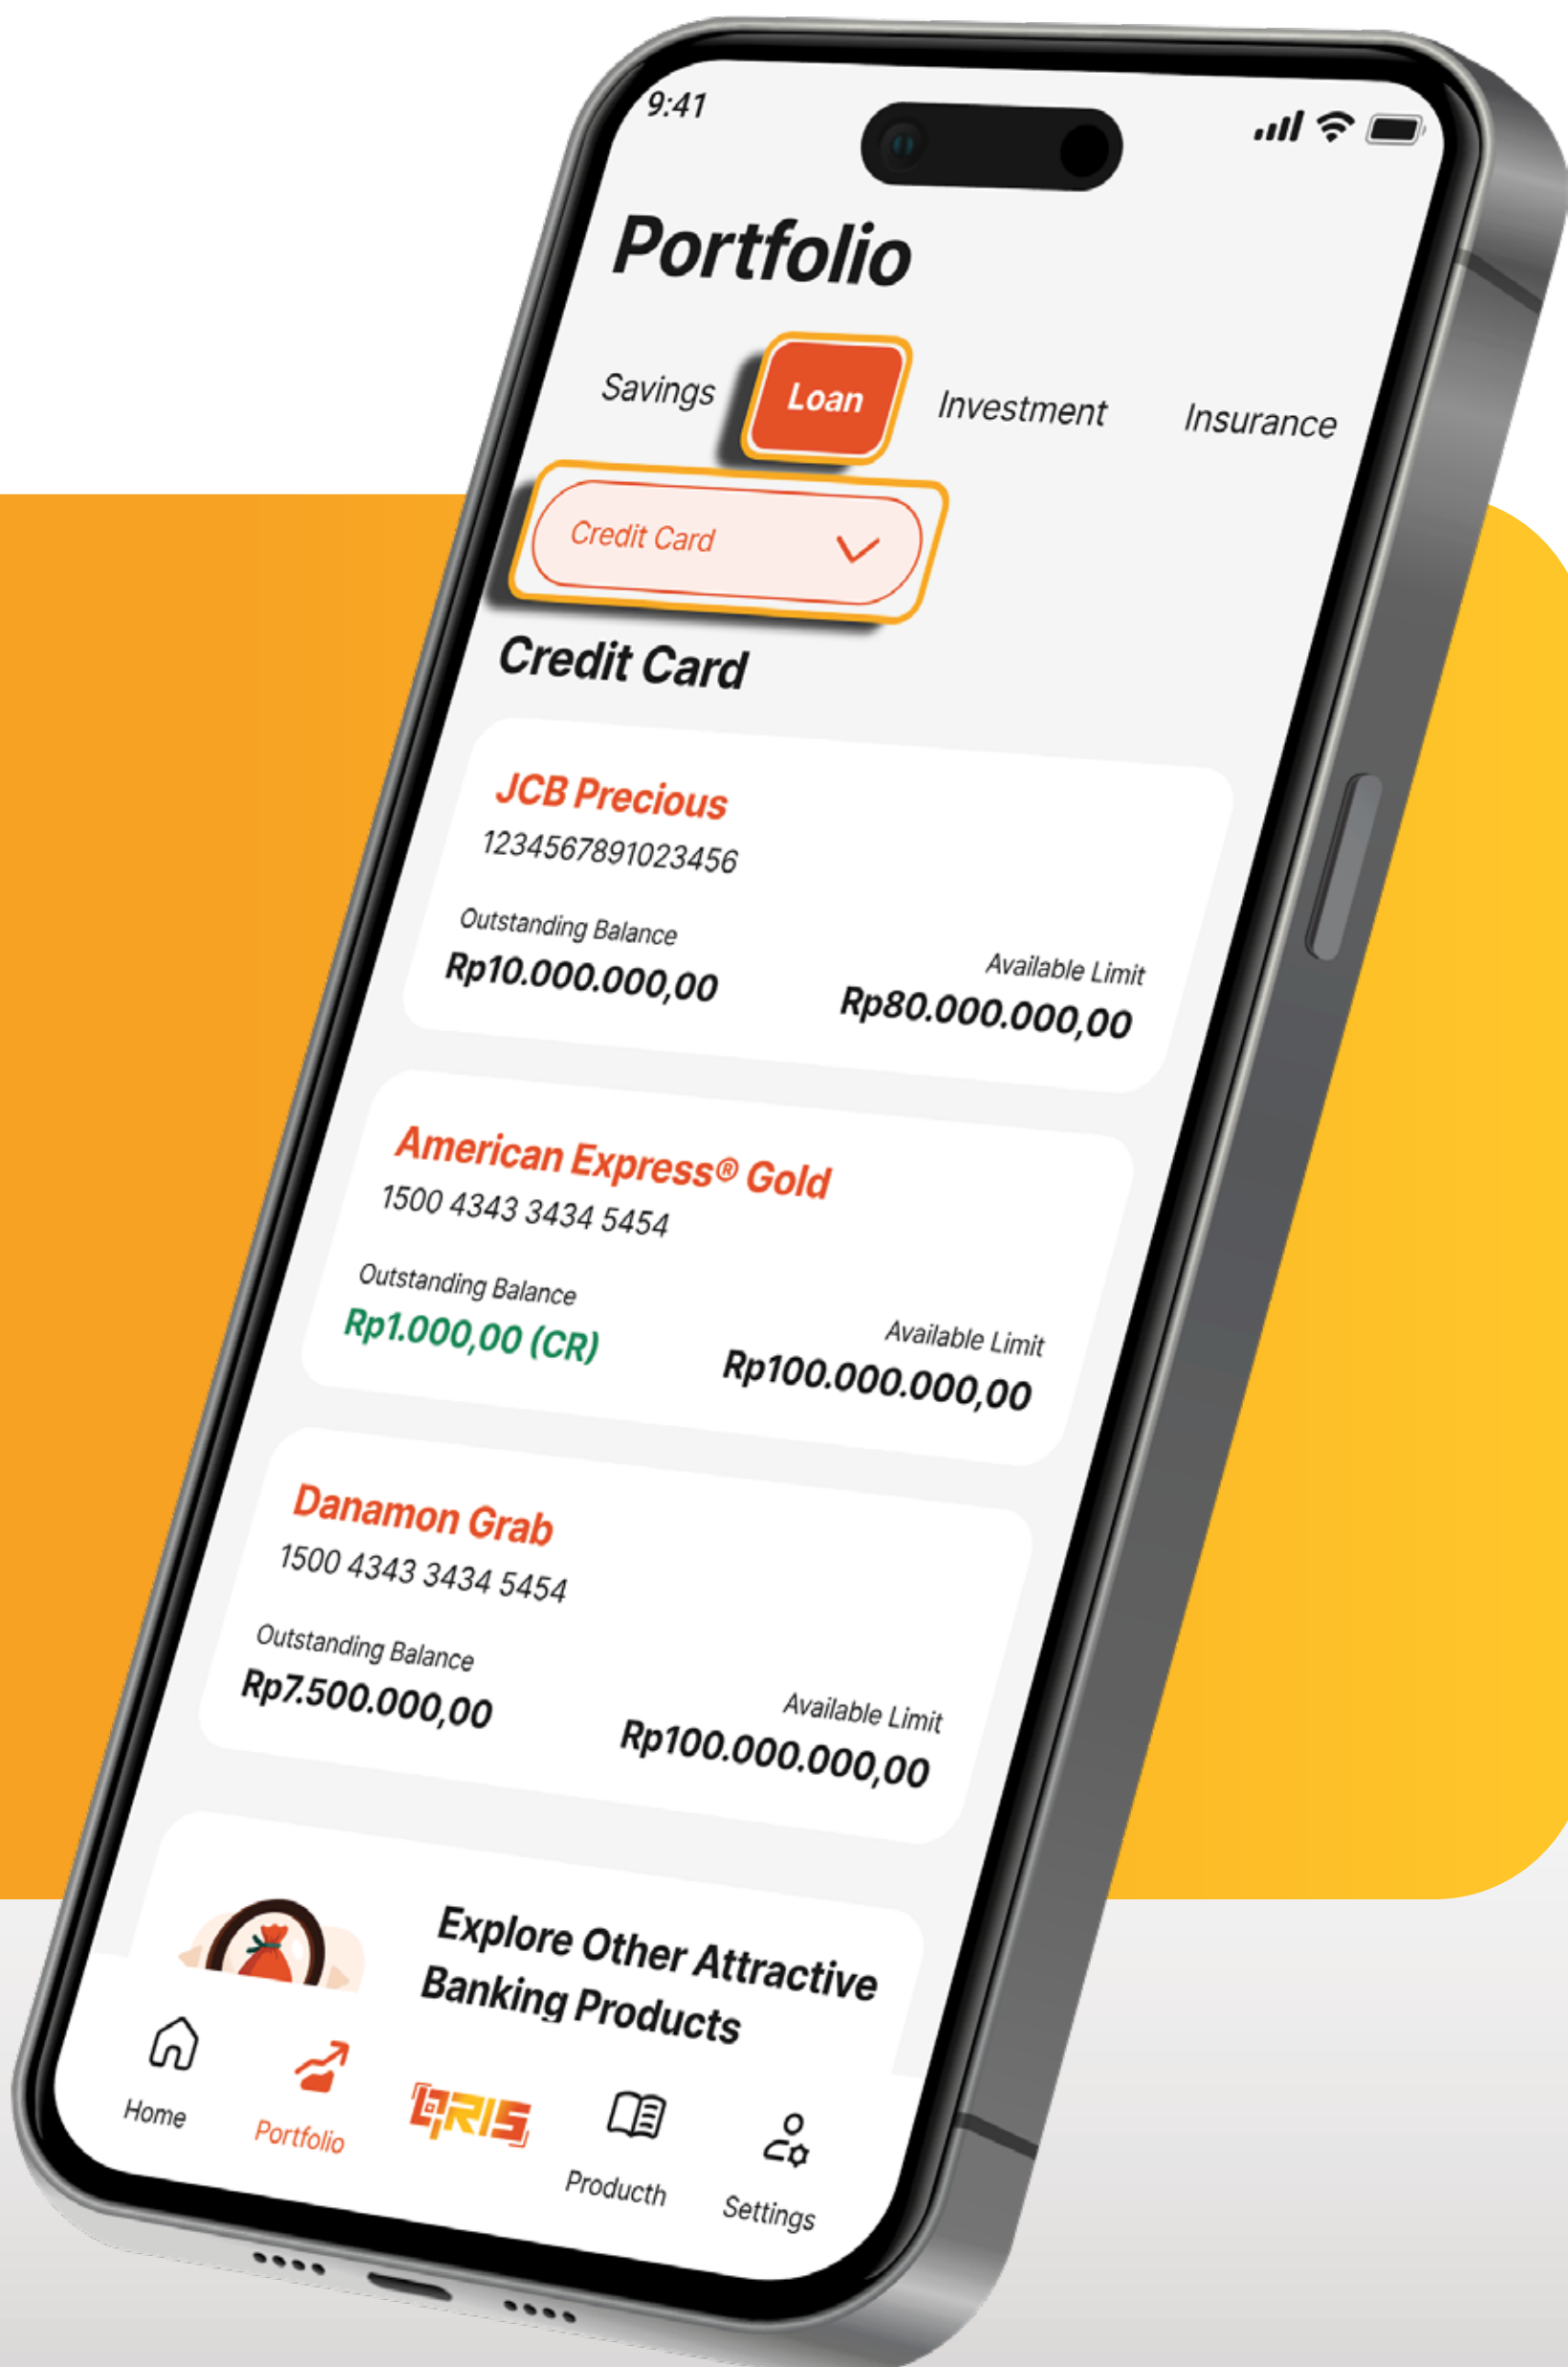 9:41
Portfolio
Savings Loan Investment Insurance
Credit Card
Credit Card
JCB Precious
1234567891023456
Outstanding Balance Available Limit
Rp10.000.000,00 Rp80.000.000,00
American Express® Gold
1500 4343 3434 5454
Outstanding Balance Available Limit
Rp1.000,00 (CR) Rp100.000.000,00
Danamon Grab
1500 4343 3434 5454
Outstanding Balance Available Limit
Rp7.500.000,00 Rp100.000.000,00
Explore Other Attractive
Banking Products
QRIS
Home Portfolio Producth Settings